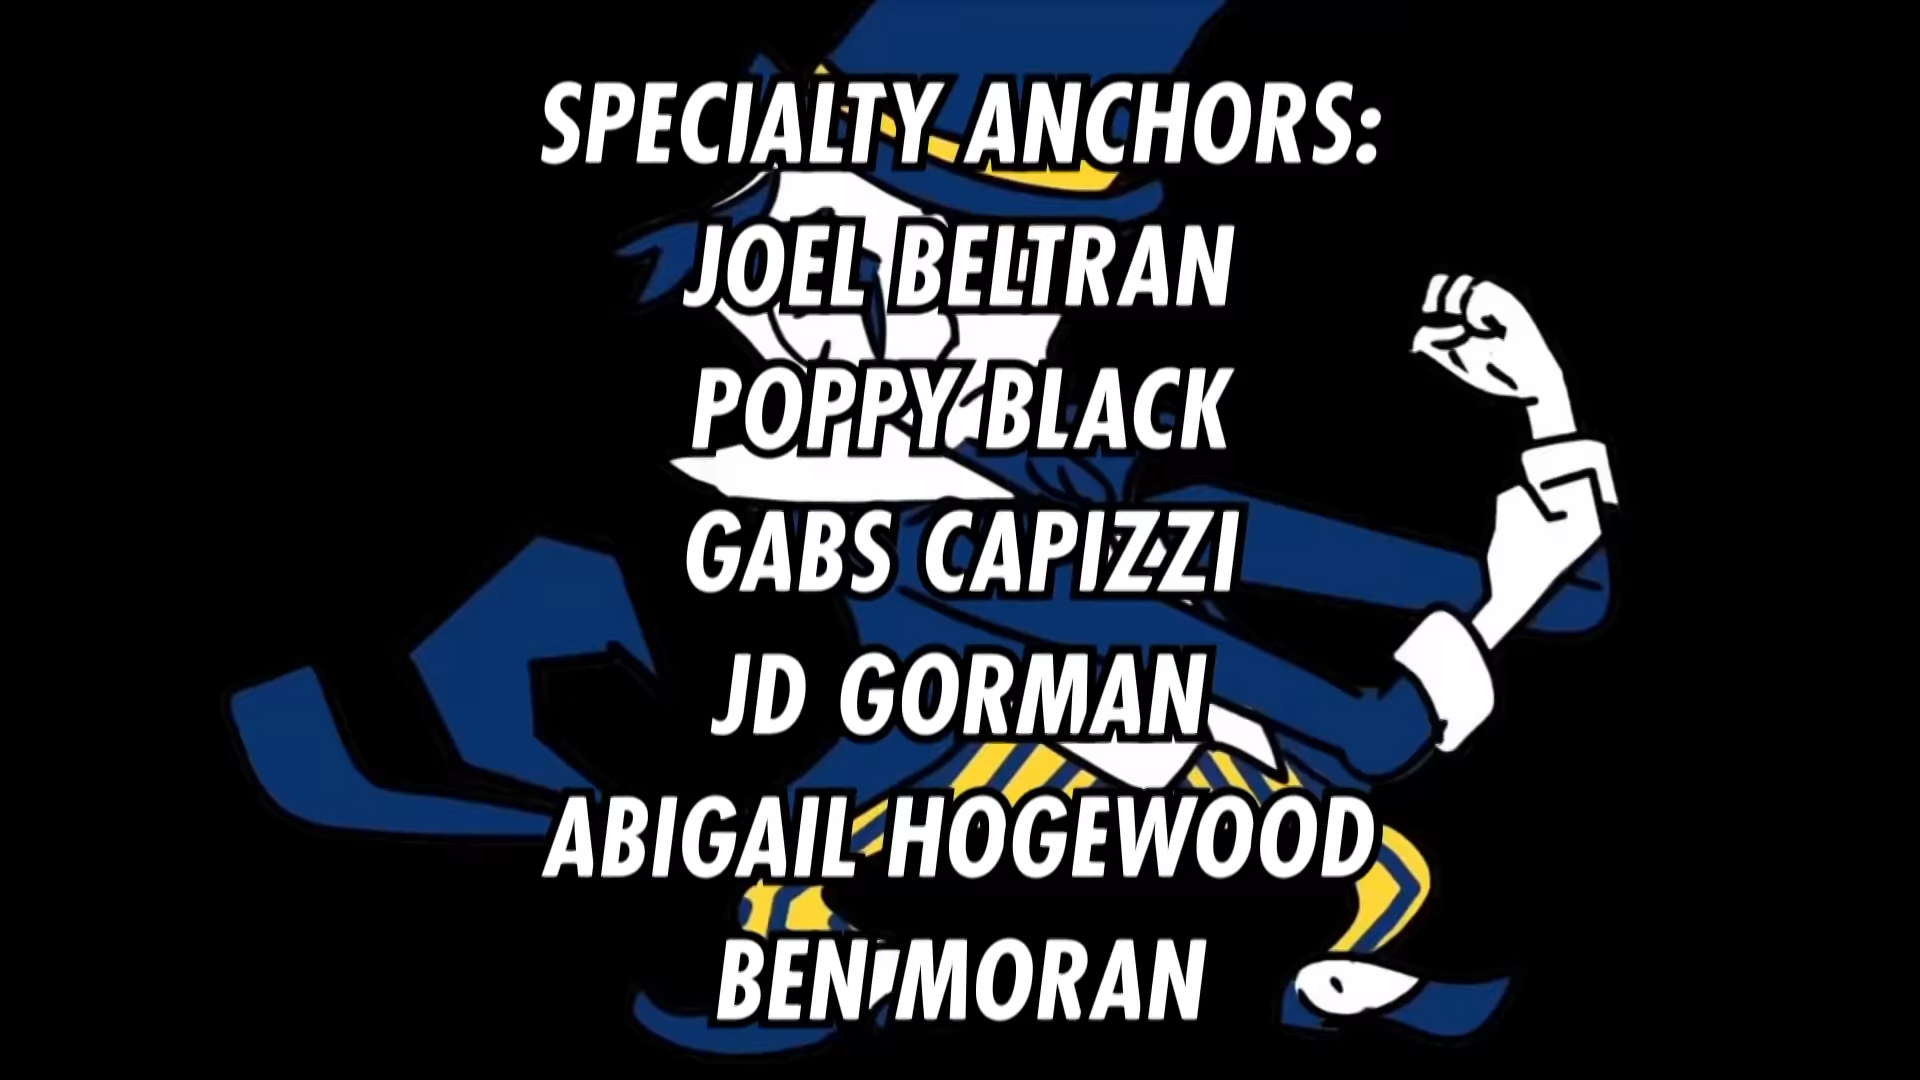 SPECIALTY ANCHORS:
JOEL BELTRAN
POPPY BLACK
GABS CAPIZZI
JD GORMAN
ABIGAIL HOGEWOOD
BEN MORAN